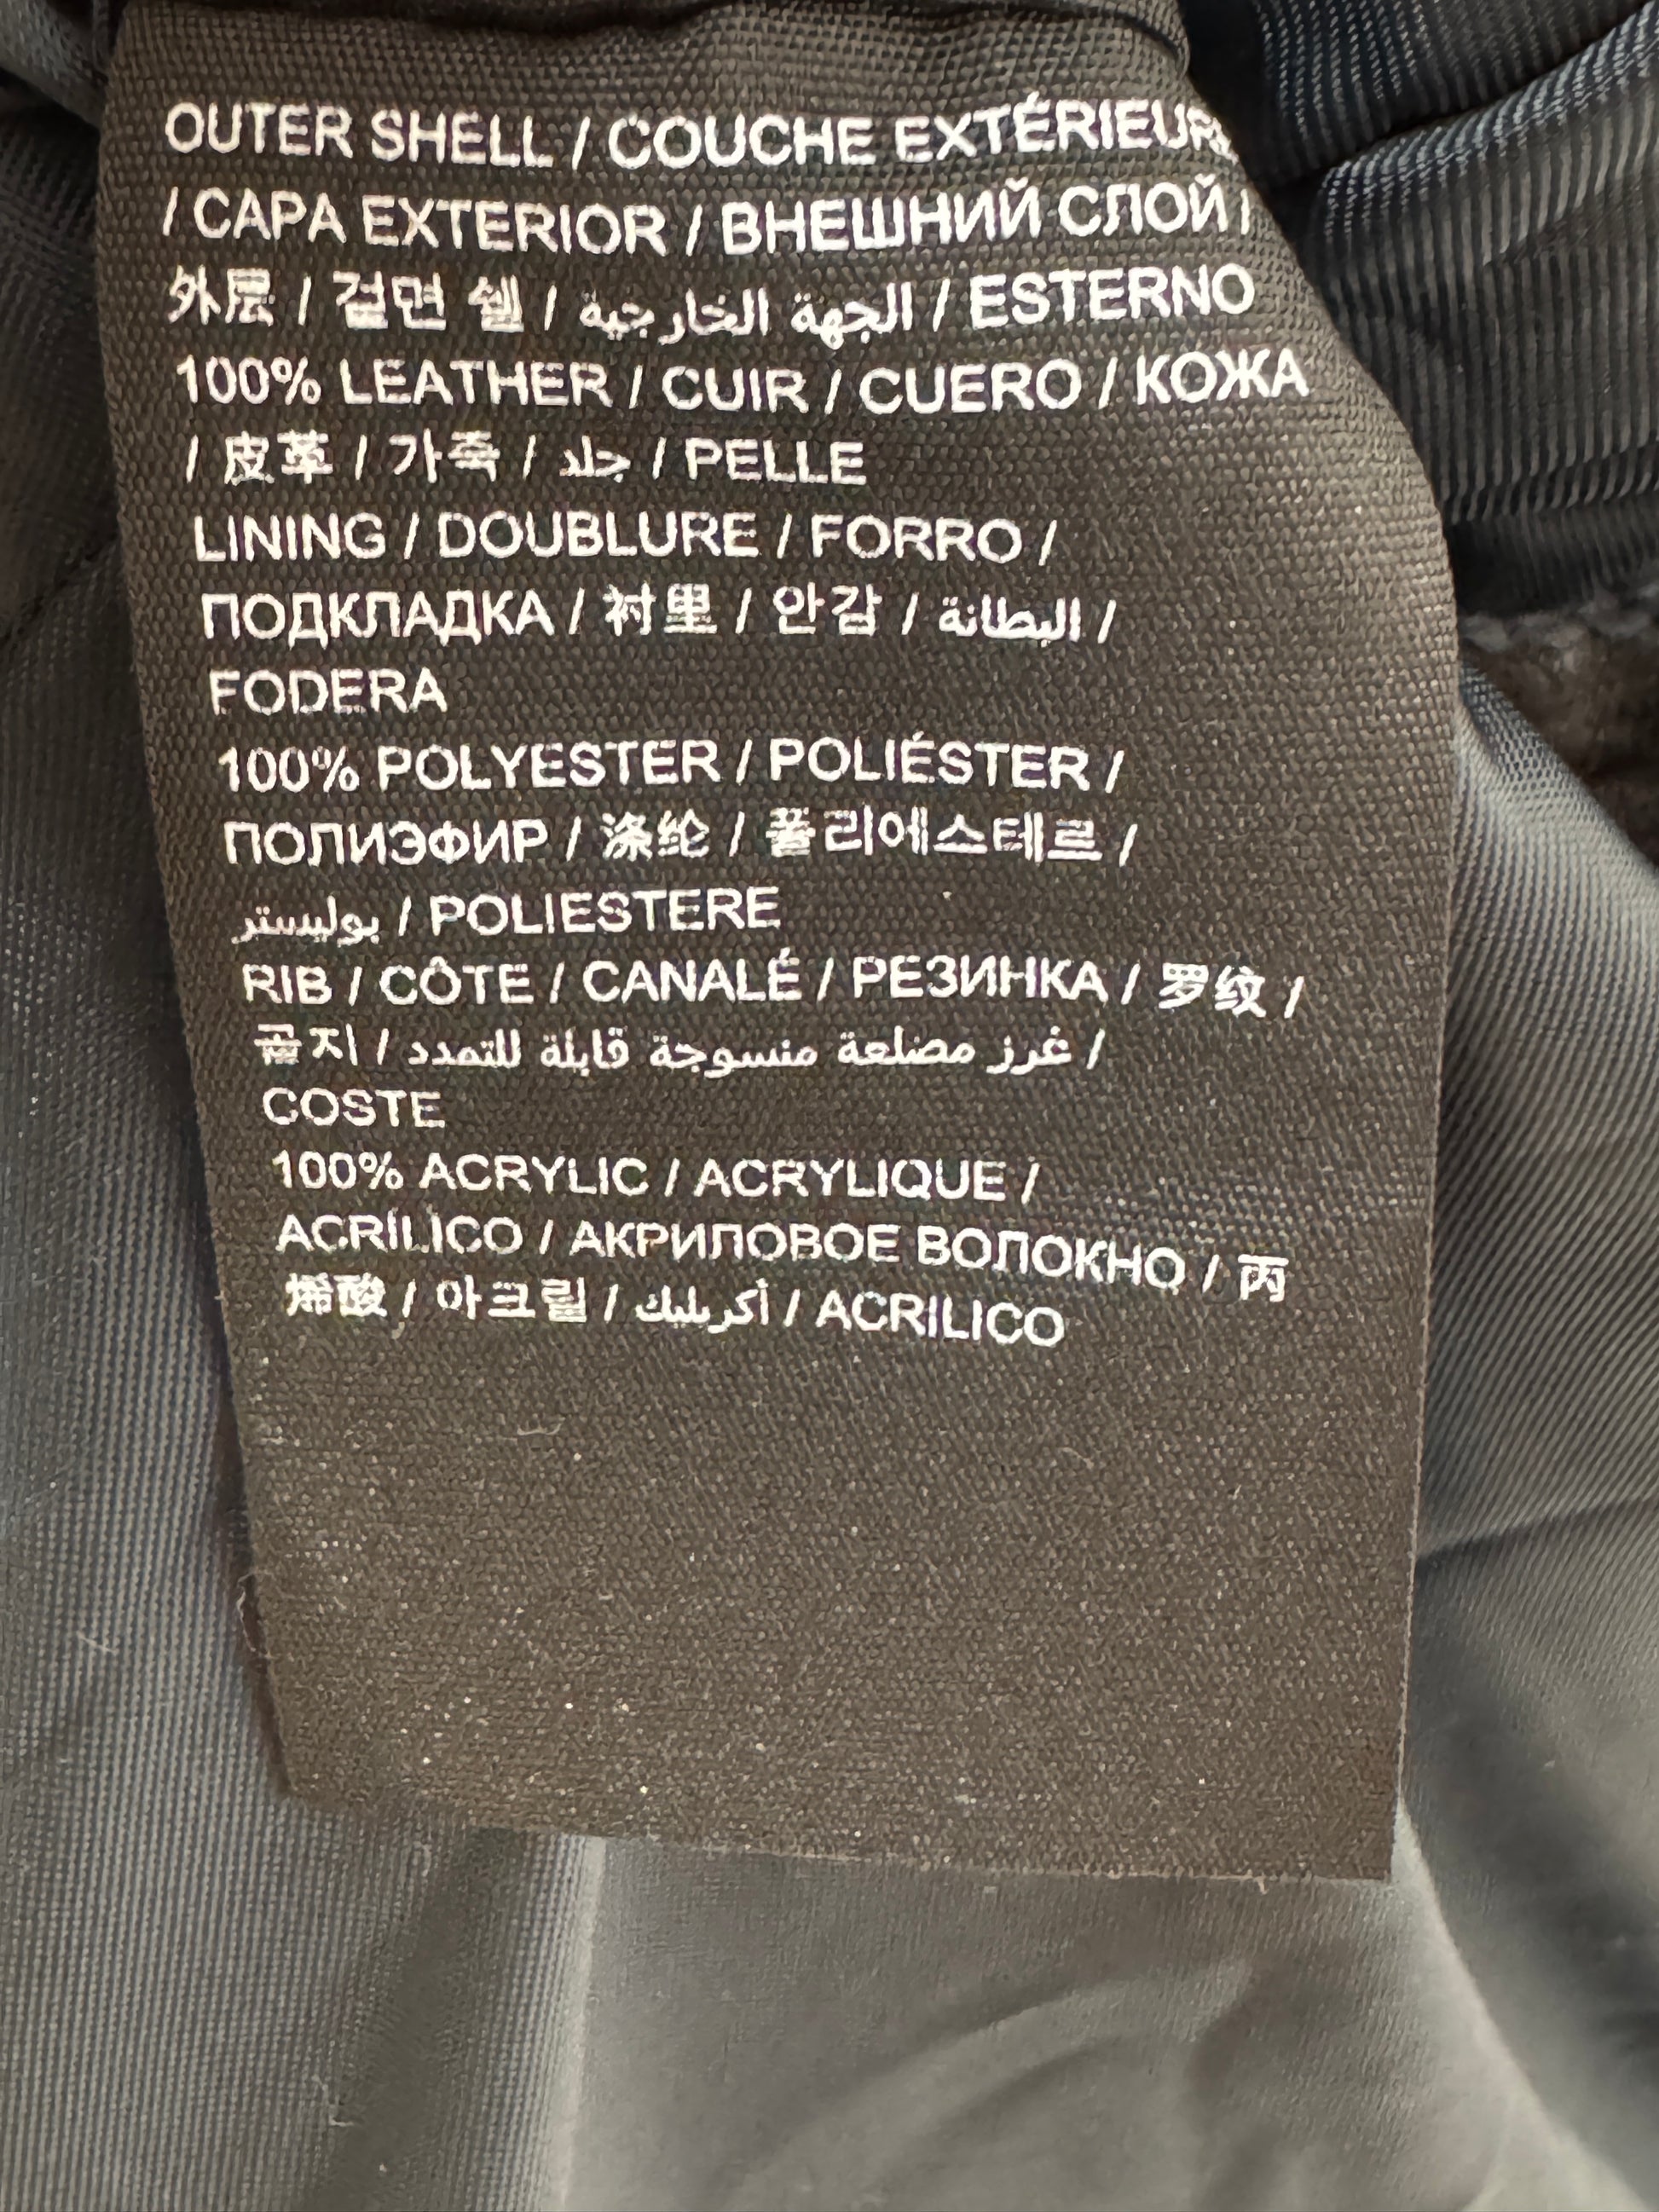 OUTER SHELL / COUCHE EXTÉRIEURE
/ CAPA EXTERIOR / ВНЕШНИЙ СЛОЙ /
外层 / 겉면 쉘 / الجهة الخارجية / ESTERNO
100% LEATHER / CUIR / CUERO / КОЖА
/ 皮革 / 가죽 / جلد / PELLE
LINING / DOUBLURE / FORRO /
ПОДКЛАДКА / 衬里 / 안감 / البطانة /
FODERA
100% POLYESTER / POLIÉSTER /
ПОЛИЭФИР / 涤纶 / 폴리에스테르 /
بوليستر / POLIESTERE
RIB / CÔTE / CANALÉ / РЕЗИНКА / 罗纹 /
골지 / غرز مضلعة منسوجة قابلة للتمدد /
COSTE
100% ACRYLIC / ACRYLIQUE /
ACRÍLICO / АКРИЛОВОЕ ВОЛОКНО / 丙
烯酸 / 아크릴 / أكريليك / ACRILICO